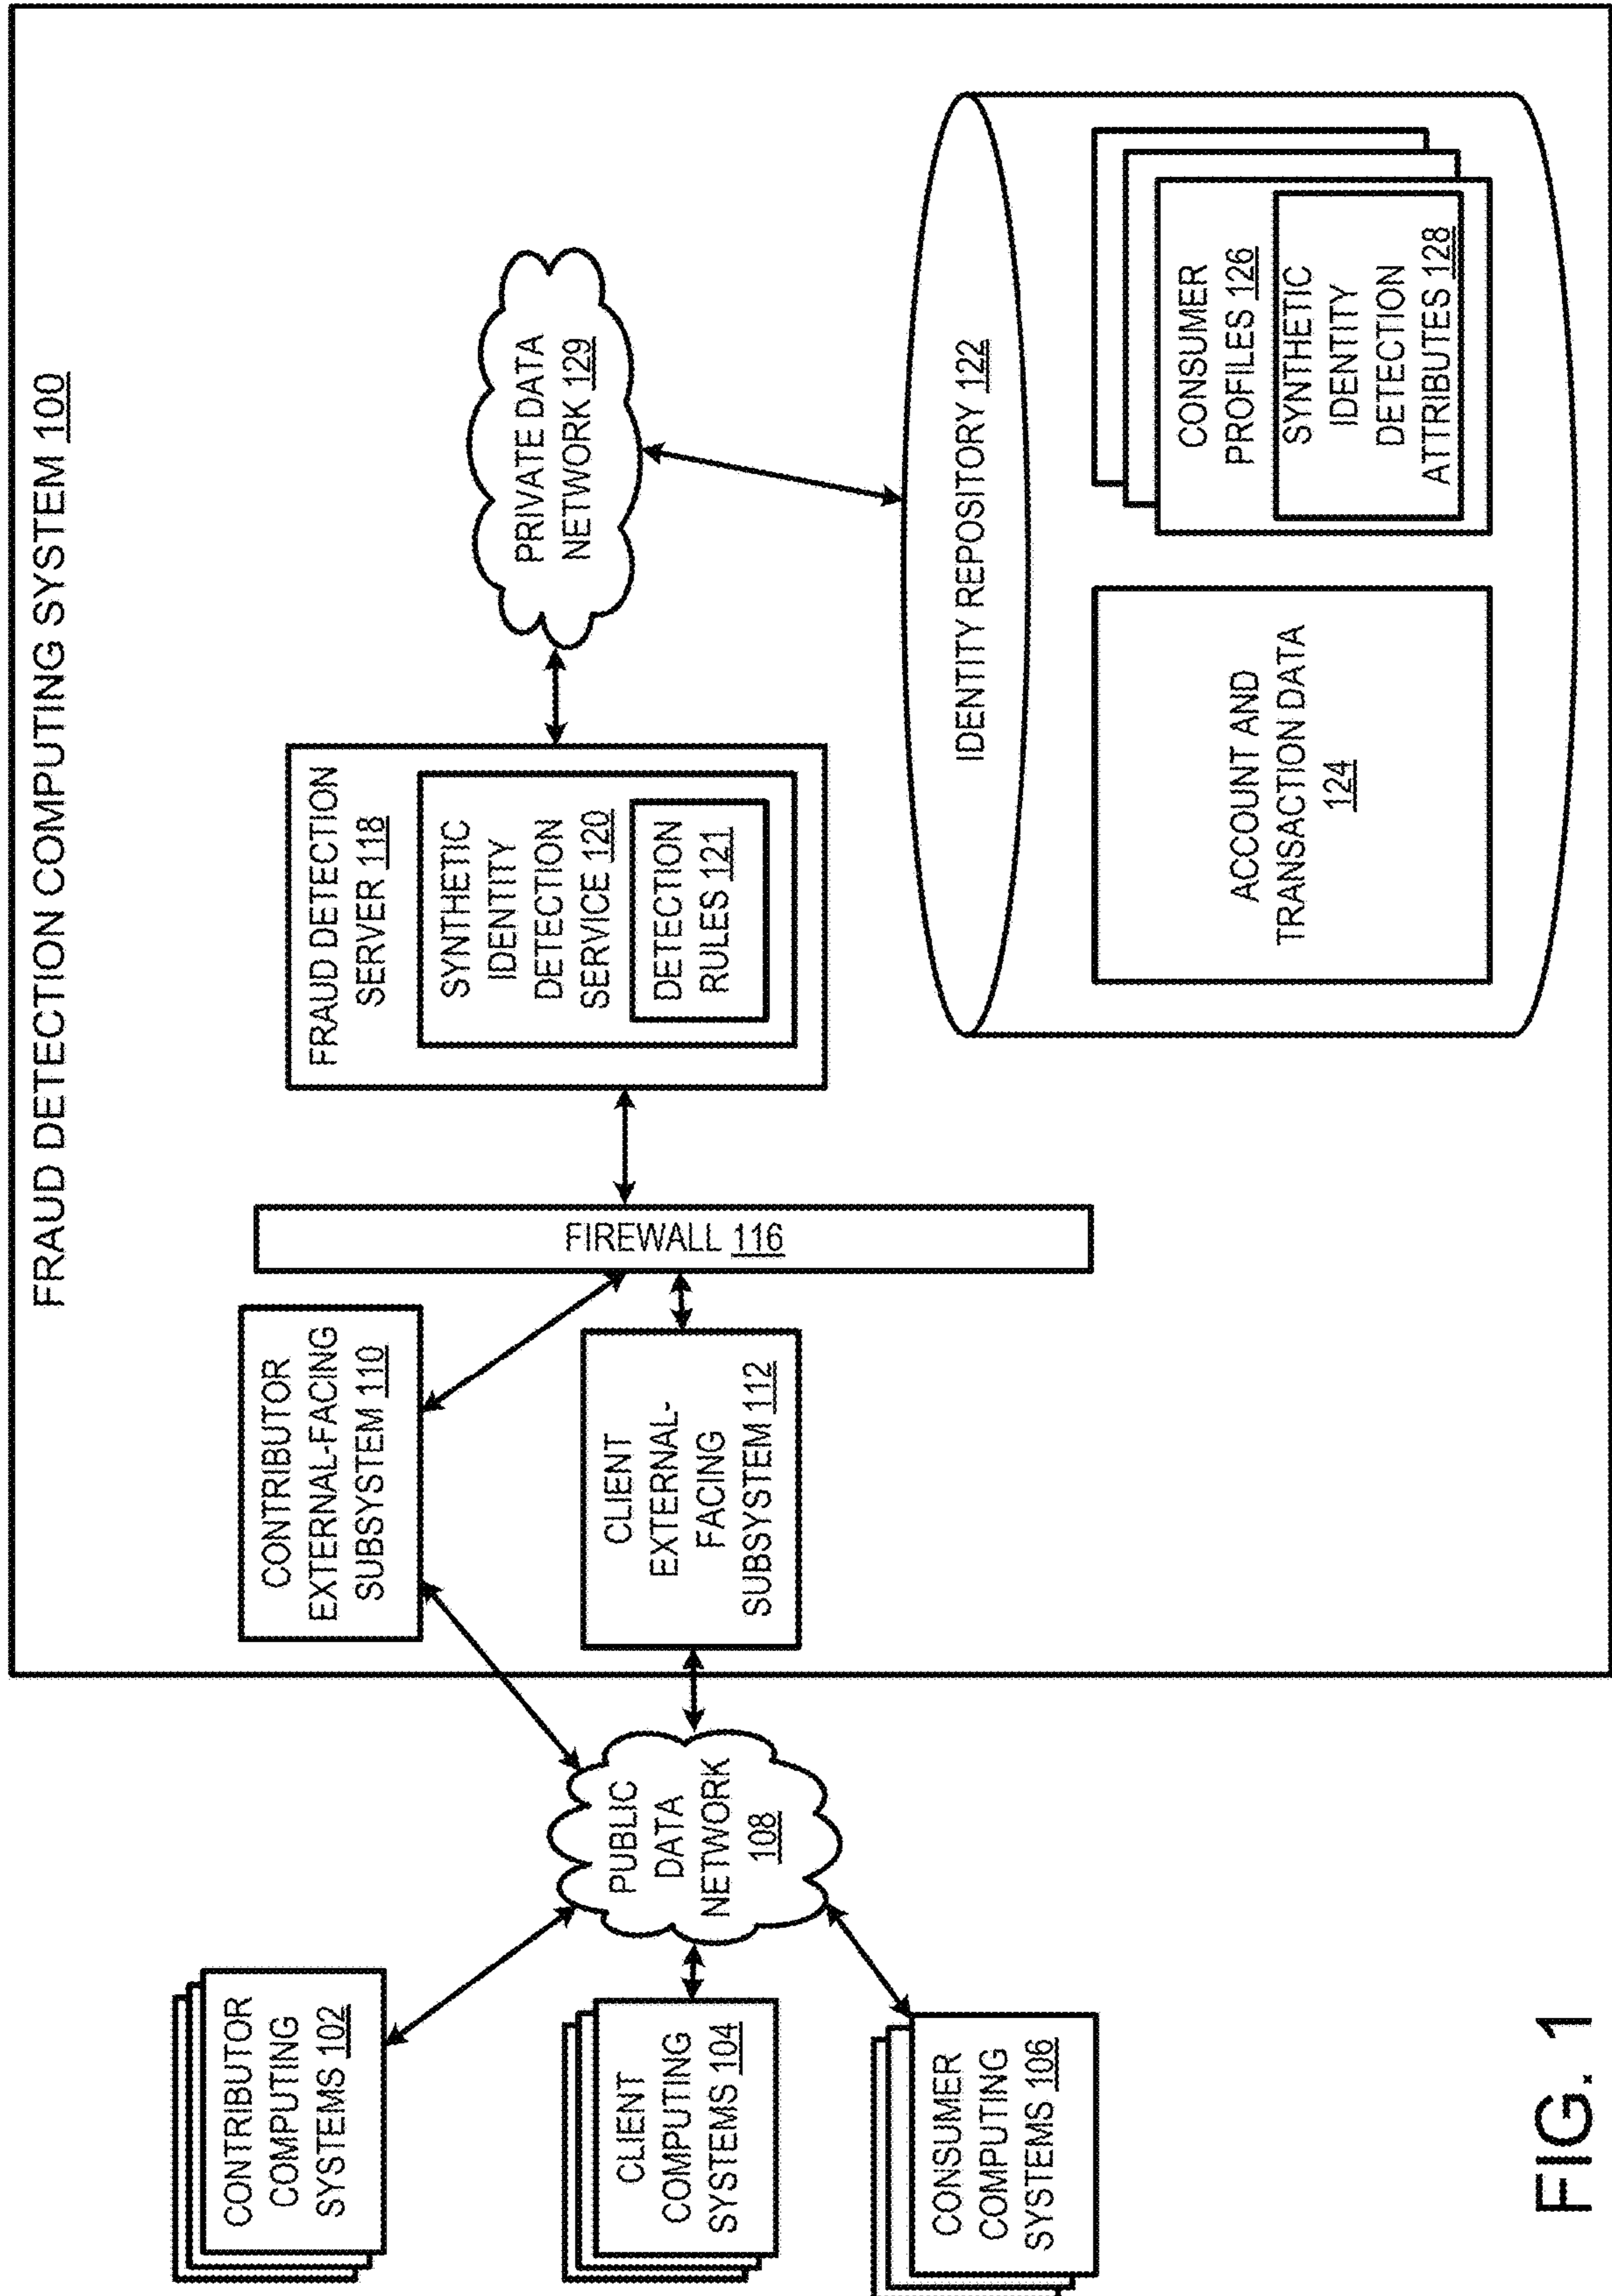 FRAUD DETECTION COMPUTING SYSTEM 100
CONTRIBUTOR
COMPUTING
SYSTEMS 102
CLIENT
COMPUTING
SYSTEMS 104
CONSUMER
COMPUTING
SYSTEMS 106
PUBLIC
DATA
NETWORK
108
CONTRIBUTOR
EXTERNAL-FACING
SUBSYSTEM 110
CLIENT
EXTERNAL-
FACING
SUBSYSTEM 112
FIREWALL 116
FRAUD DETECTION
SERVER 118
SYNTHETIC
IDENTITY
DETECTION
SERVICE 120
DETECTION
RULES 121
PRIVATE DATA
NETWORK 129
IDENTITY REPOSITORY 122
ACCOUNT AND
TRANSACTION DATA
124
CONSUMER
PROFILES 126
SYNTHETIC
IDENTITY
DETECTION
ATTRIBUTES 128
FIG. 1